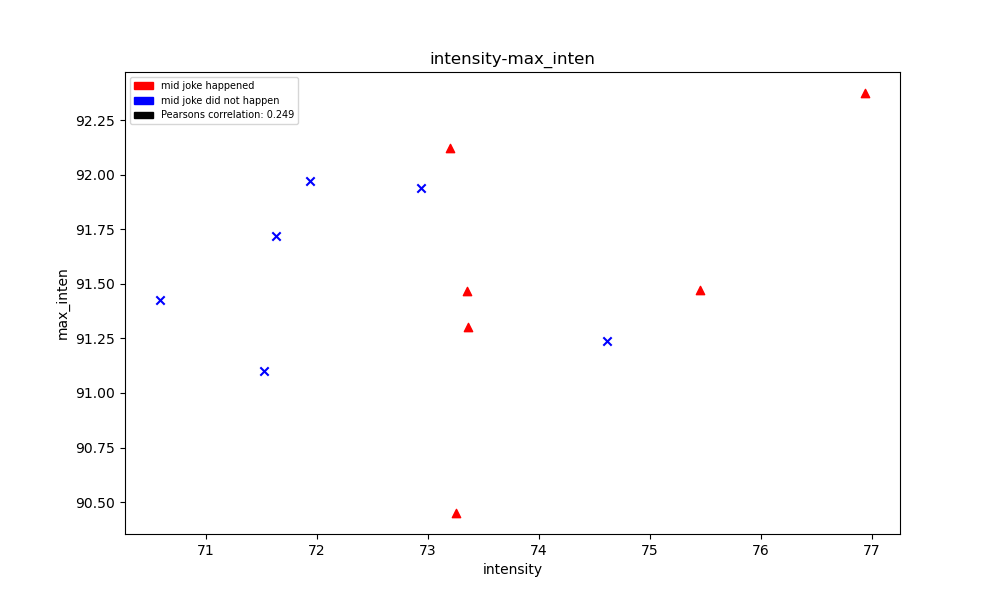 intensity-max_inten
mid joke happened
mid joke did not happen
Pearsons correlation: 0.249
92.25
92.00
91.75
91.50
91.25
91.00
90.75
90.50
max_inten
71 72 73 74 75 76 77
intensity